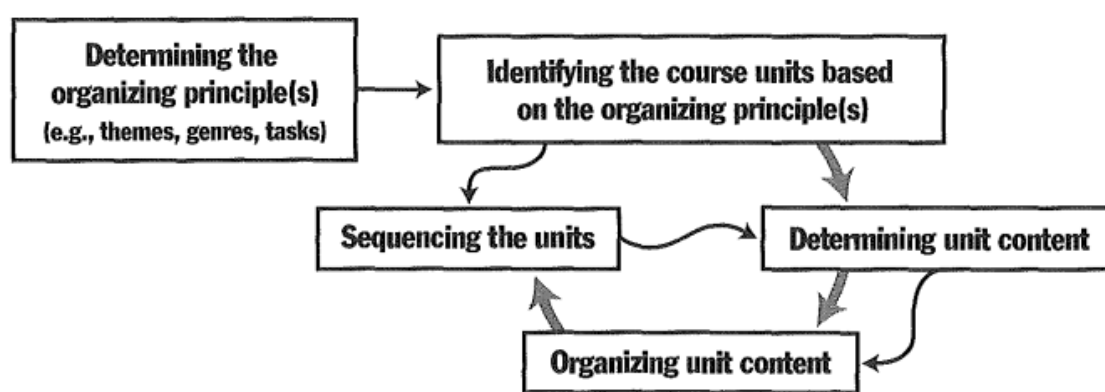 Determining the
organizing principle(s)
(e.g., themes, genres, tasks)
Identifying the course units based
on the organizing principle(s)
Sequencing the units
Determining unit content
Organizing unit content